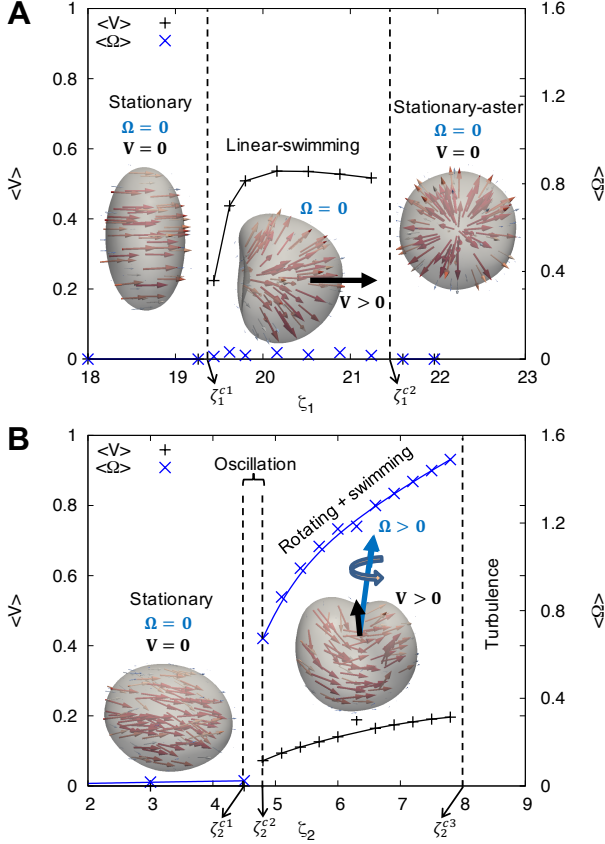 A
<V> +
<Ω> ×
1
0.8
0.6
0.4
0.2
0
<V>
1.6
1.2
0.8
0.4
0
<Ω>
Stationary
Ω = 0
V = 0
Linear-swimming
Ω = 0
V > 0
Stationary-aster
Ω = 0
V = 0
18 19 20 21 22 23
ζ₁ᶜ¹ ζ₁ ζ₁ᶜ²
B
<V> +
<Ω> ×
1
0.8
0.6
0.4
0.2
0
<V>
1.6
1.2
0.8
0.4
0
<Ω>
Oscillation
Rotating + swimming
Ω > 0
V > 0
Stationary
Ω = 0
V = 0
Turbulence
2 3 4 5 6 7 8 9
ζ₂ᶜ¹ ζ₂ᶜ² ζ₂ ζ₂ᶜ³